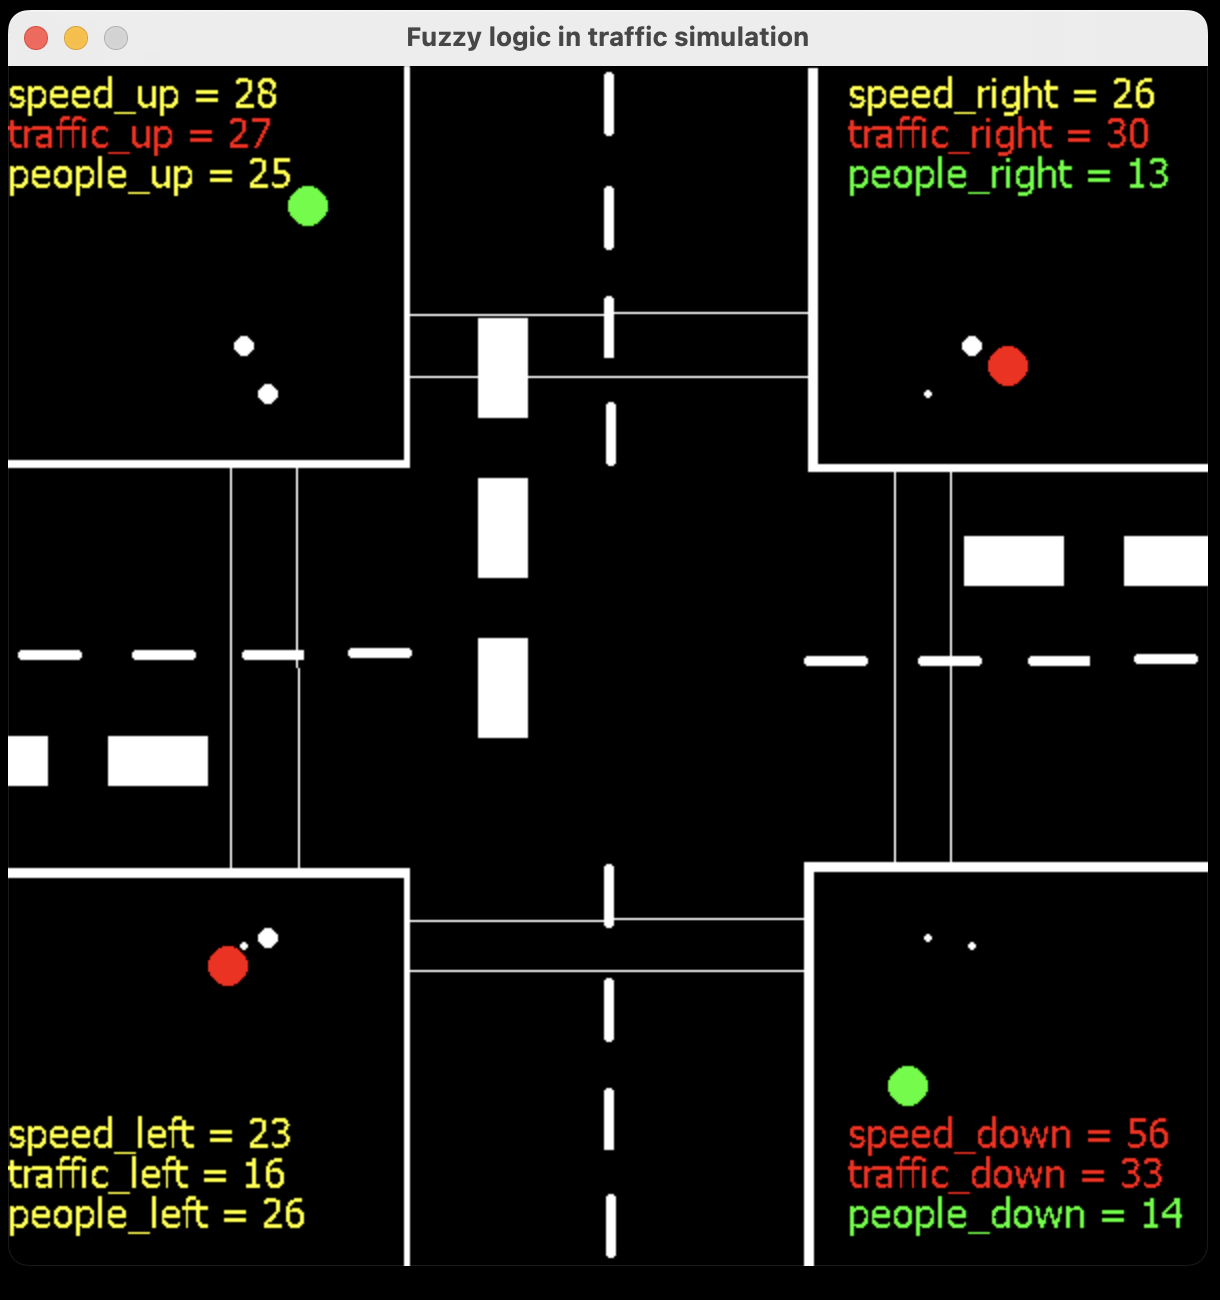 Fuzzy logic in traffic simulation
speed_up = 28
traffic_up = 27
people_up = 25
speed_right = 26
traffic_right = 30
people_right = 13
speed_left = 23
traffic_left = 16
people_left = 26
speed_down = 56
traffic_down = 33
people_down = 14